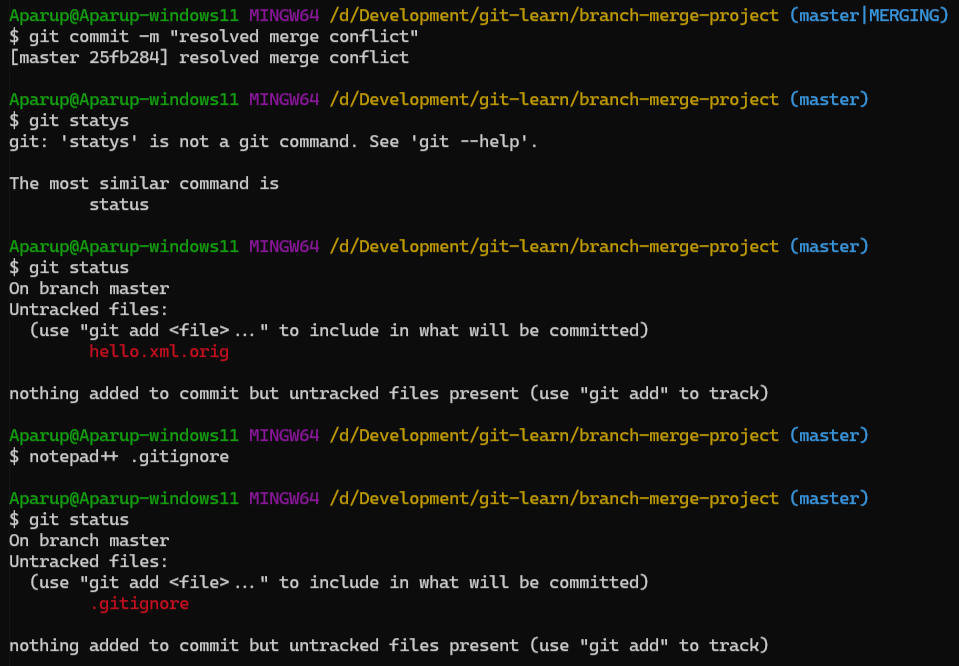 Aparup@Aparup-windows11 MINGW64 /d/Development/git-learn/branch-merge-project (master|MERGING)
$ git commit -m "resolved merge conflict"
[master 25fb284] resolved merge conflict

Aparup@Aparup-windows11 MINGW64 /d/Development/git-learn/branch-merge-project (master)
$ git statys
git: 'statys' is not a git command. See 'git --help'.

The most similar command is
        status

Aparup@Aparup-windows11 MINGW64 /d/Development/git-learn/branch-merge-project (master)
$ git status
On branch master
Untracked files:
  (use "git add <file>..." to include in what will be committed)
        hello.xml.orig

nothing added to commit but untracked files present (use "git add" to track)

Aparup@Aparup-windows11 MINGW64 /d/Development/git-learn/branch-merge-project (master)
$ notepad++ .gitignore

Aparup@Aparup-windows11 MINGW64 /d/Development/git-learn/branch-merge-project (master)
$ git status
On branch master
Untracked files:
  (use "git add <file>..." to include in what will be committed)
        .gitignore

nothing added to commit but untracked files present (use "git add" to track)